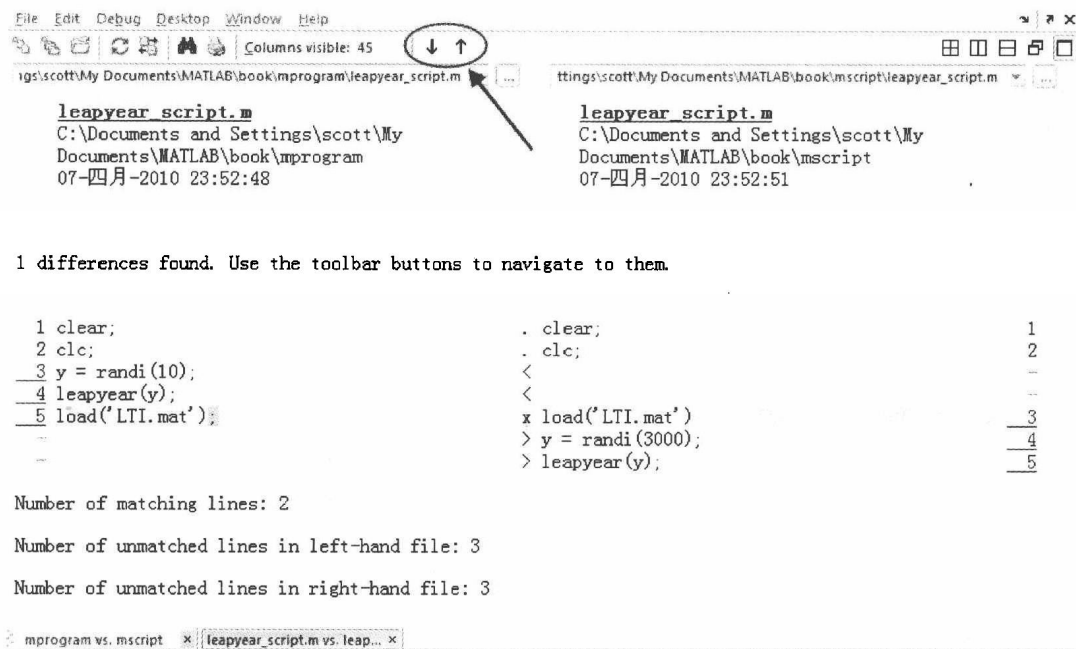 File Edit Debug Desktop Window Help
Columns visible: 45
ıgs\scott\My Documents\MATLAB\book\mprogram\leapyear_script.m ...
ttings\scott\My Documents\MATLAB\book\mscript\leapyear_script.m ...
leapyear_script.m
C:\Documents and Settings\scott\My
Documents\MATLAB\book\mprogram
07-四月-2010 23:52:48
leapyear_script.m
C:\Documents and Settings\scott\My
Documents\MATLAB\book\mscript
07-四月-2010 23:52:51
1 differences found. Use the toolbar buttons to navigate to them.
1 clear; . clear; 1
2 clc; . clc; 2
3 y = randi(10); < -
4 leapyear(y); < -
5 load('LTI.mat'); x load('LTI.mat') 3
- > y = randi(3000); 4
- > leapyear(y); 5
Number of matching lines: 2
Number of unmatched lines in left-hand file: 3
Number of unmatched lines in right-hand file: 3
mprogram vs. mscript × leapyear_script.m vs. leap... ×